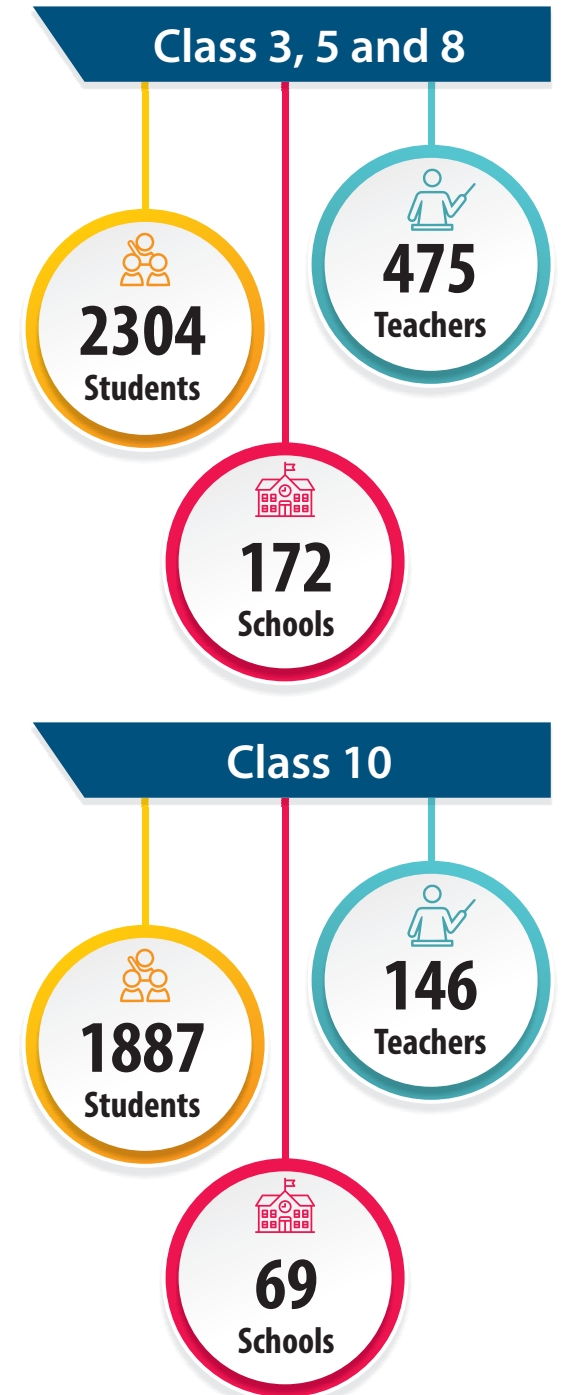 Class 3, 5 and 8
2304
Students
475
Teachers
172
Schools
Class 10
1887
Students
146
Teachers
69
Schools